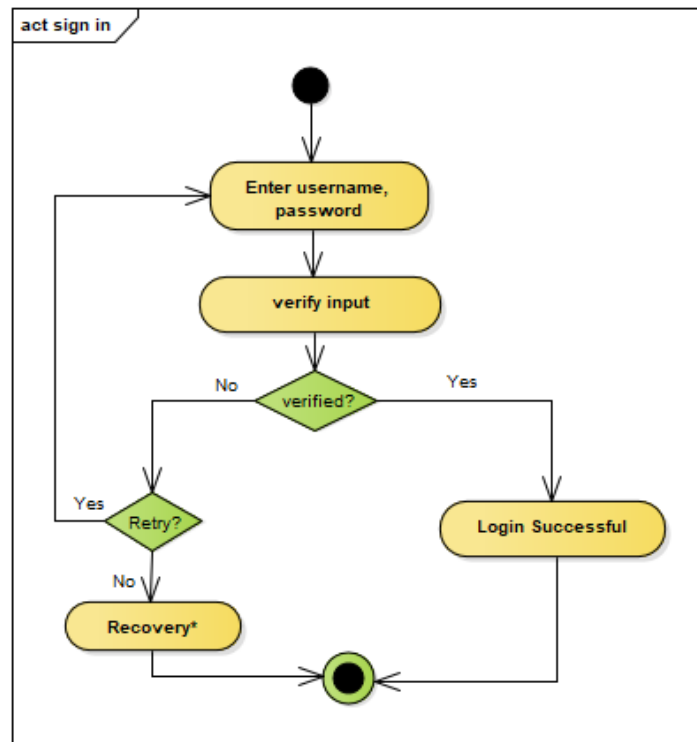 act sign in
Enter username,
password
verify input
No
Yes
verified?
Yes
Retry?
Login Successful
No
Recovery*